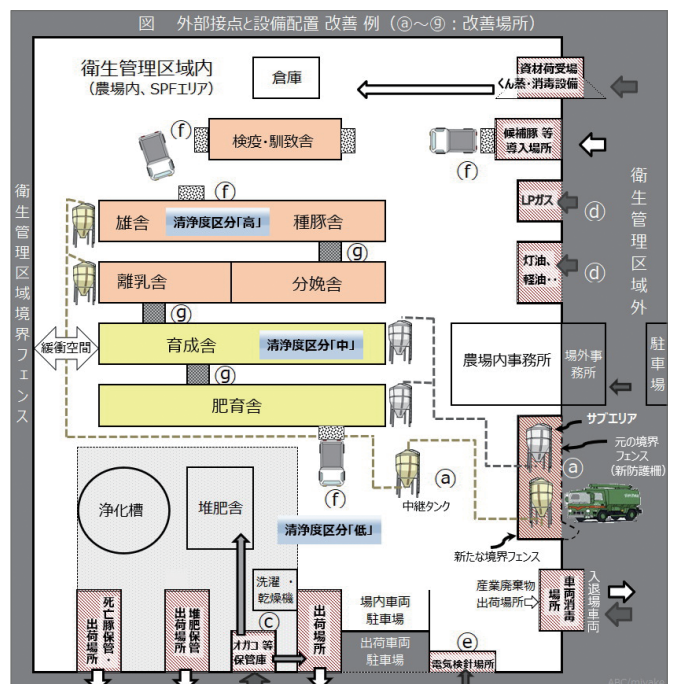 図 外部接点と設備配置 改善 例（ⓐ～ⓖ：改善場所）
衛生管理区域内
（農場内、SPFエリア）
倉庫
資材荷受場
くん蒸・消毒設備
ⓕ
検疫・馴致舎
ⓕ
候補豚 等
導入場所
ⓕ
雄舎
清浄度区分「高」
種豚舎
LPガス
ⓓ
ⓖ
離乳舎
分娩舎
灯油、
軽油‥
ⓓ
ⓖ
衛生管理区域境界フェンス
衛生管理区域外
緩衝空間
育成舎
清浄度区分「中」
農場内事務所
場外事
務所
駐車場
ⓖ
肥育舎
サブエリア
元の境界
フェンス
（新防護柵）
ⓐ
ⓕ
ⓐ
中継タンク
浄化槽
堆肥舎
清浄度区分「低」
新たな境界フェンス
洗濯・
乾燥機
ⓒ
場内車両
駐車場
産業廃棄物
出荷場所
車両消毒
場所
入退場車両
死亡豚保管・
出荷場所
堆肥保管
出荷場所
オガコ 等
保管庫
出荷場所
出荷車両
駐車場
ⓔ
電気検針場所
ABC/miyake